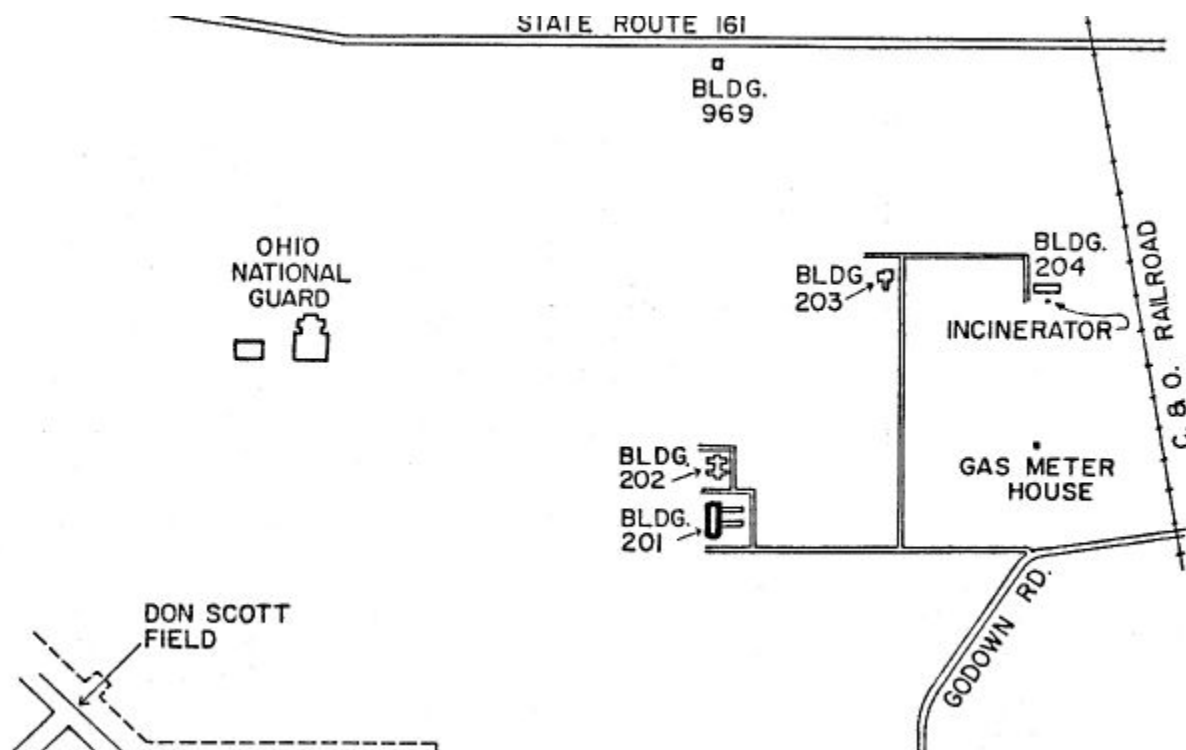 STATE ROUTE 161
BLDG.
969
OHIO
NATIONAL
GUARD
BLDG.
204
BLDG
203
INCINERATOR
C. & O. RAILROAD
BLDG.
202
GAS METER
HOUSE
BLDG.
201
DON SCOTT
FIELD
GODOWN RD.